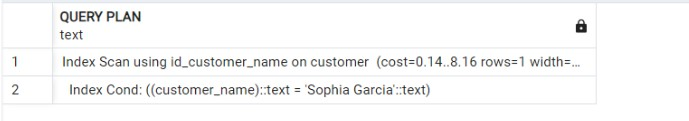 QUERY PLAN
text
1 Index Scan using id_customer_name on customer (cost=0.14..8.16 rows=1 width=...
2 Index Cond: ((customer_name)::text = 'Sophia Garcia'::text)